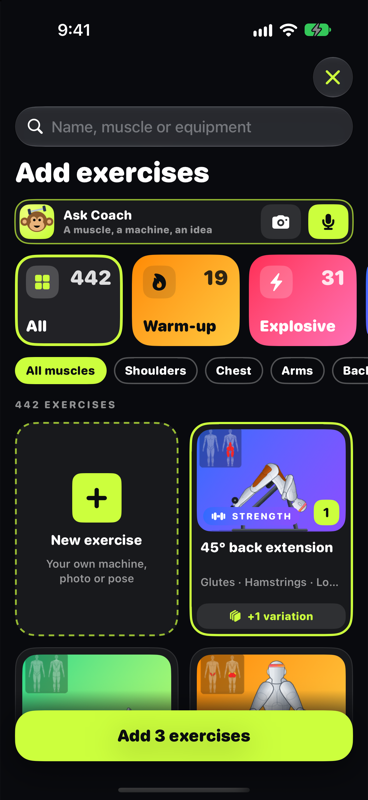 9:41
Name, muscle or equipment
Add exercises
Ask Coach
A muscle, a machine, an idea
442
All
19
Warm-up
31
Explosive
All muscles
Shoulders
Chest
Arms
Back
442 EXERCISES
New exercise
Your own machine,
photo or pose
STRENGTH
1
45º back extension
Glutes · Hamstrings · Lo...
+1 variation
Add 3 exercises